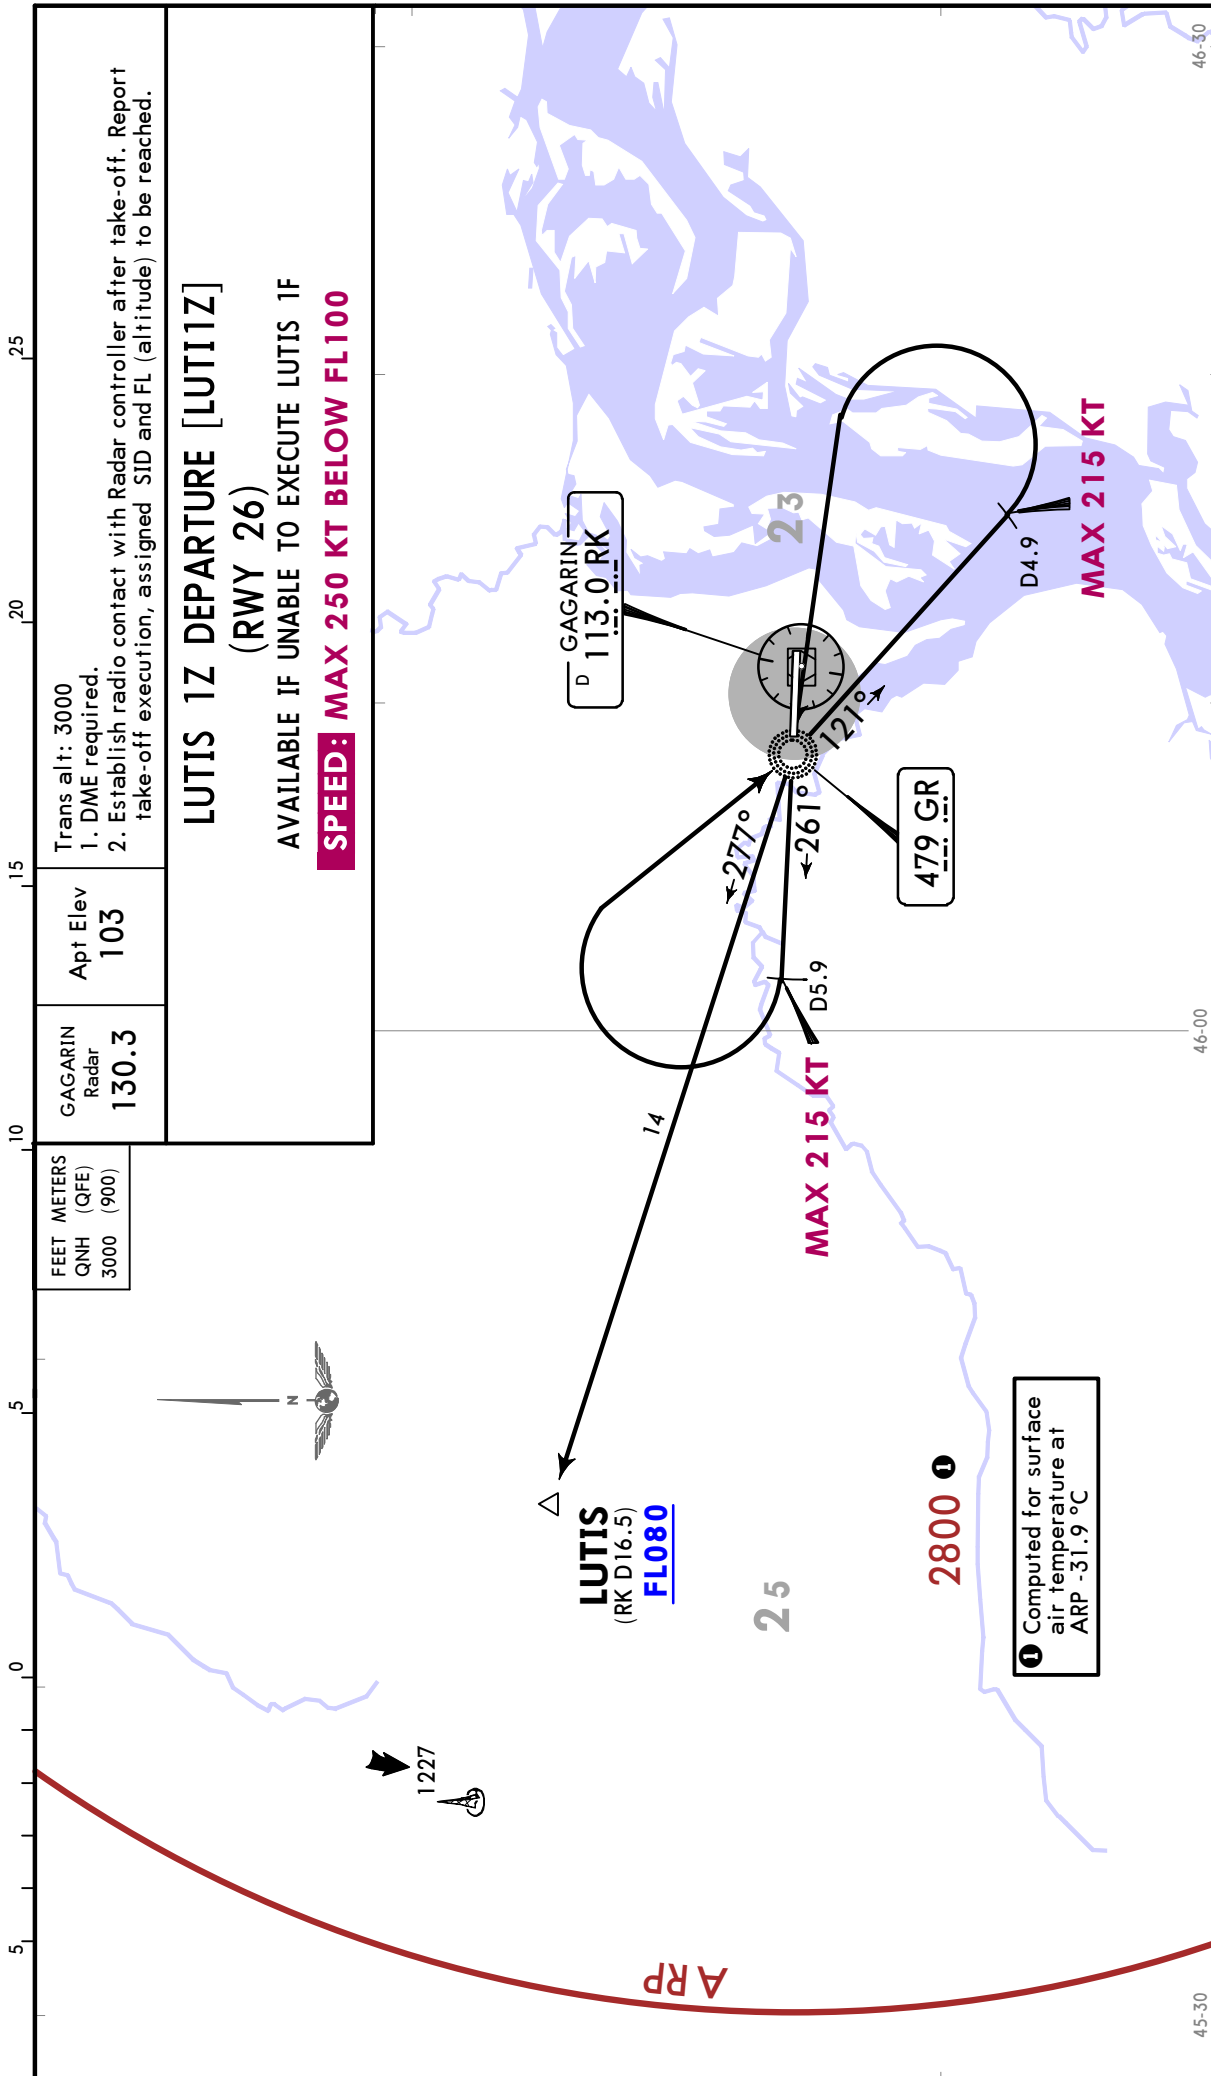 FEET METERS
QNH (QFE)
3000 (900)
GAGARIN
Radar
130.3
Apt Elev
103
Trans alt: 3000
1. DME required.
2. Establish radio contact with Radar controller after take-off. Report
take-off execution, assigned SID and FL (altitude) to be reached.
LUTIS 1Z DEPARTURE [LUTI1Z]
(RWY 26)
AVAILABLE IF UNABLE TO EXECUTE LUTIS 1F
SPEED: MAX 250 KT BELOW FL100
5
0
5
10
15
20
25
N
1227
D GAGARIN
113.0 RK
23
LUTIS
(RK D16.5)
FL080
14
277°
261°
121°
D5.9
MAX 215 KT
479 GR
D4.9
MAX 215 KT
25
2800 1
1 Computed for surface
air temperature at
ARP -31.9 °C
ARP
45-30
46-00
46-30